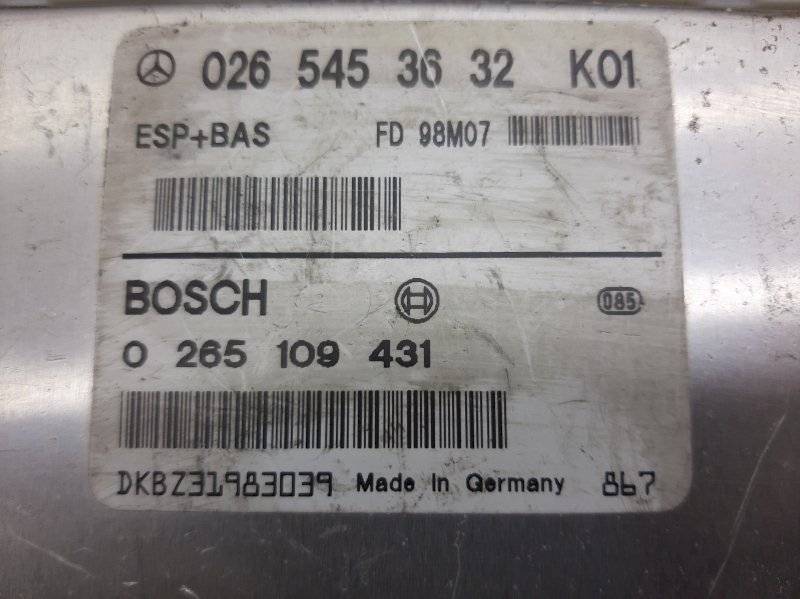 026 545 36 32 K01
ESP+BAS FD 98M07
BOSCH 085
0 265 109 431
DKBZ31983039 Made In Germany 867